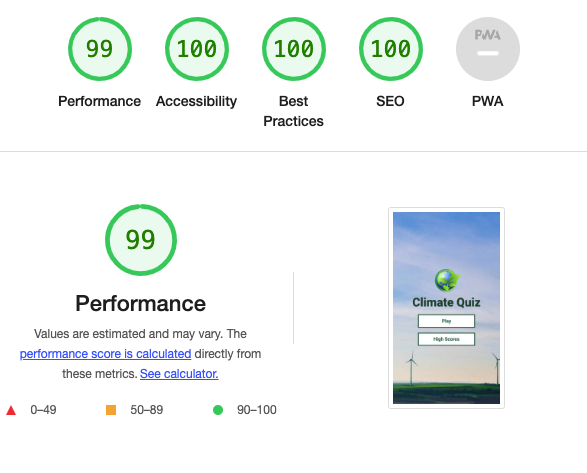 99
100
100
100
PWA
Performance
Accessibility
Best
Practices
SEO
PWA
99
Performance
Values are estimated and may vary. The
performance score is calculated directly from
these metrics. See calculator.
0–49
50–89
90–100
Climate Quiz
Play
High Scores